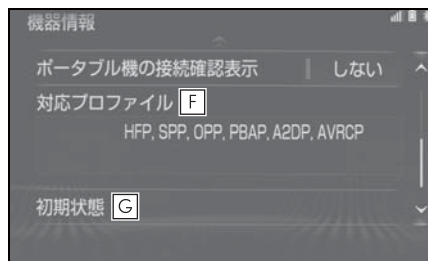 機器情報
ポータブル機の接続確認表示 しない
対応プロファイル F
HFP, SPP, OPP, PBAP, A2DP, AVRCP
初期状態 G